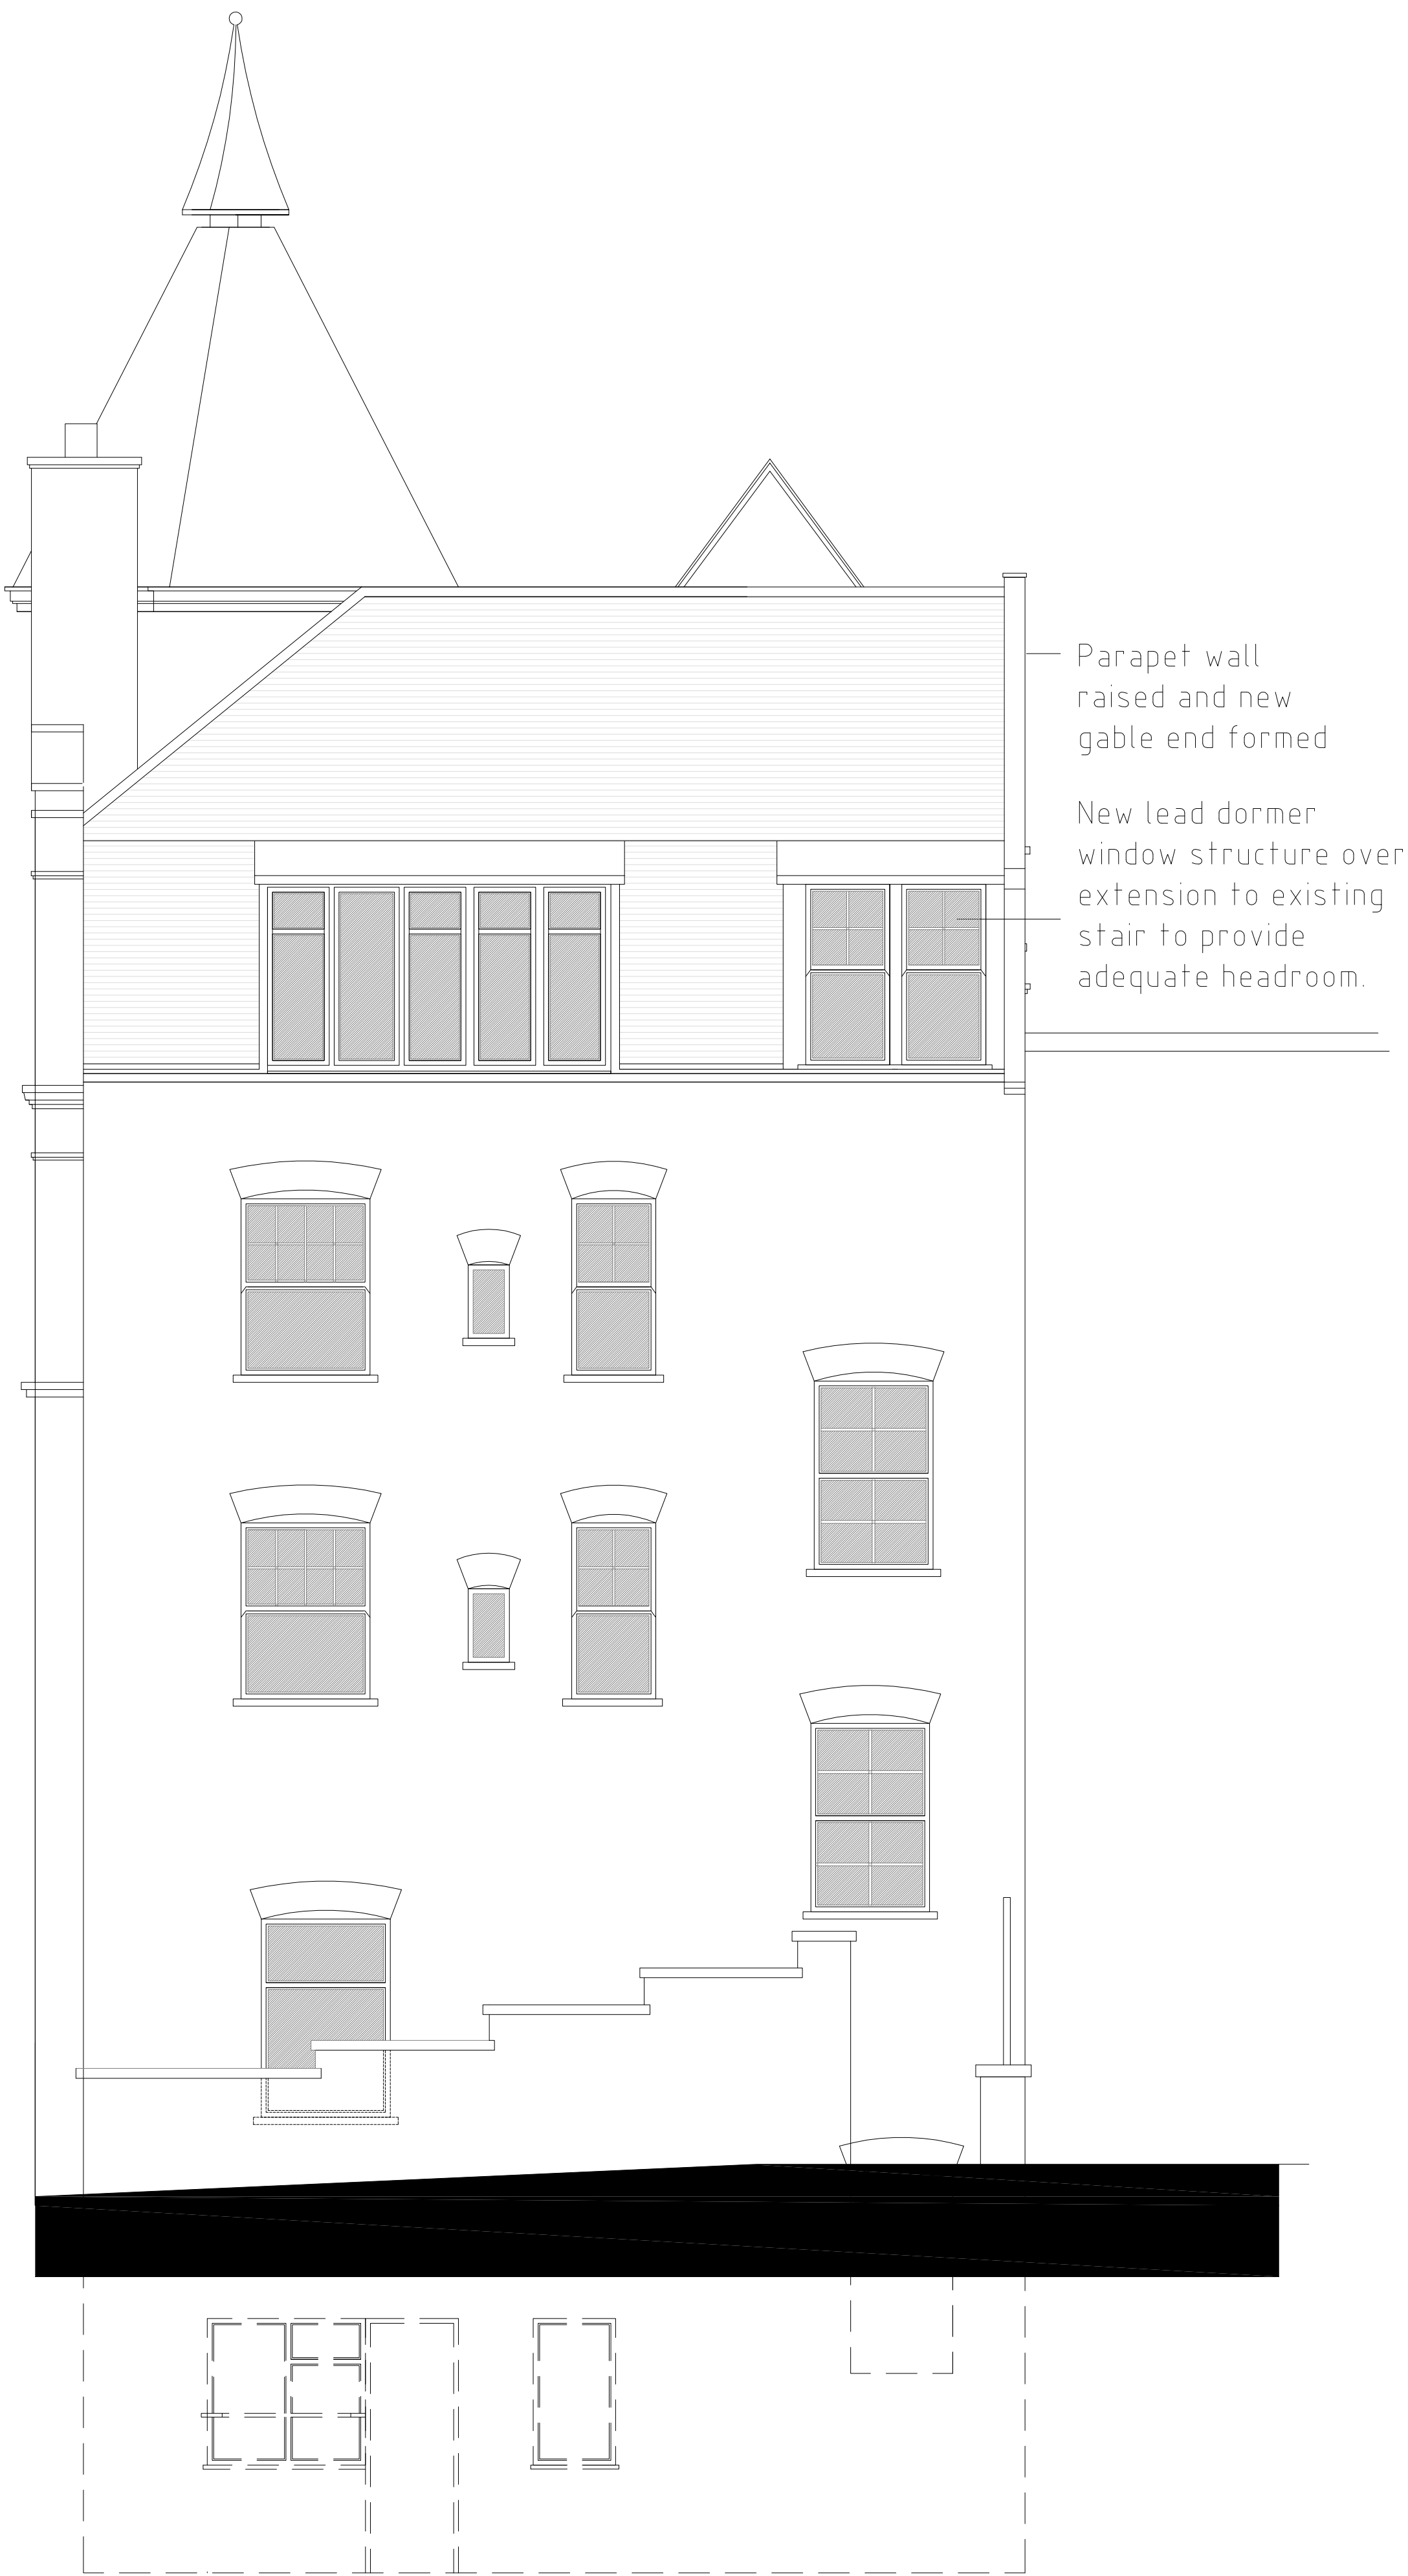 Parapet wall
raised and new
gable end formed
New lead dormer
window structure over
extension to existing
stair to provide
adequate headroom.